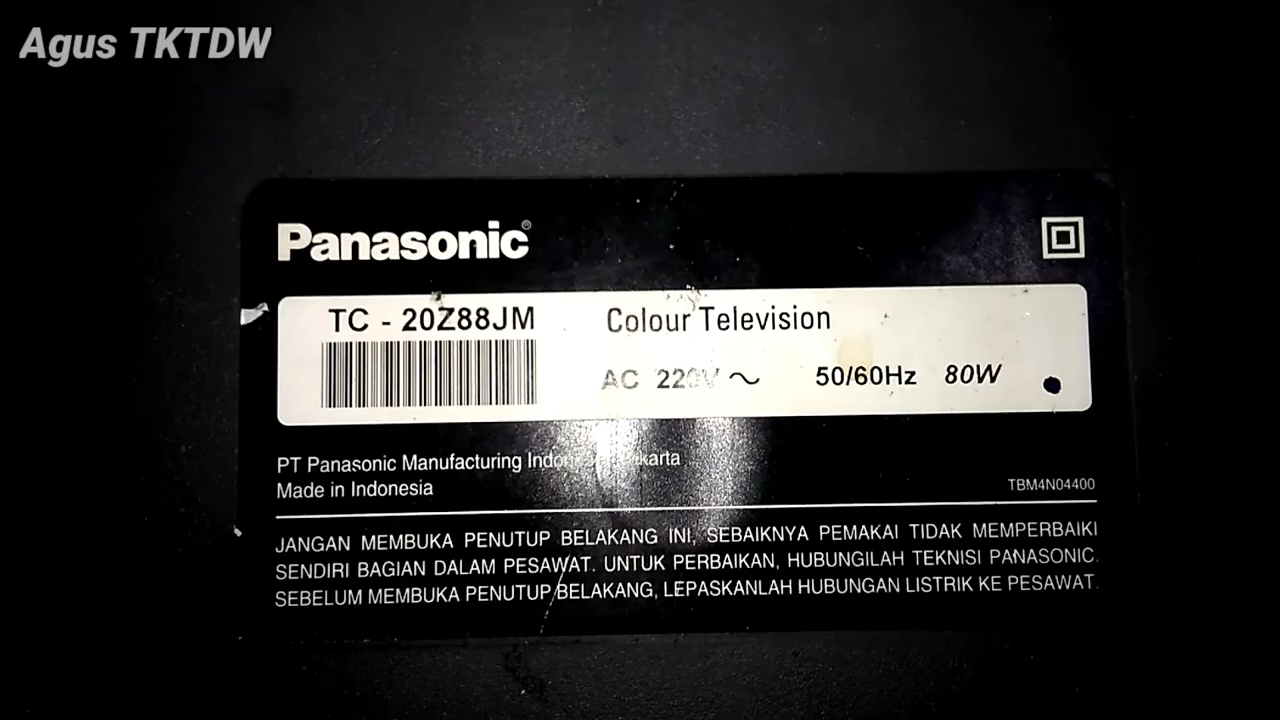 Agus TKTDW
Panasonic®
TC - 20Z88JM
Colour Television
AC 220V ~ 50/60Hz 80W
PT Panasonic Manufacturing
Made in Indonesia
TBM4N04400
JANGAN MEMBUKA PENUTUP BELAKANG INI, SEBAIKNYA PEMAKAI TIDAK MEMPERBAIKI
SENDIRI BAGIAN DALAM PESAWAT. UNTUK PERBAIKAN, HUBUNGILAH TEKNISI PANASONIC.
SEBELUM MEMBUKA PENUTUP BELAKANG, LEPASKANLAH HUBUNGAN LISTRIK KE PESAWAT.